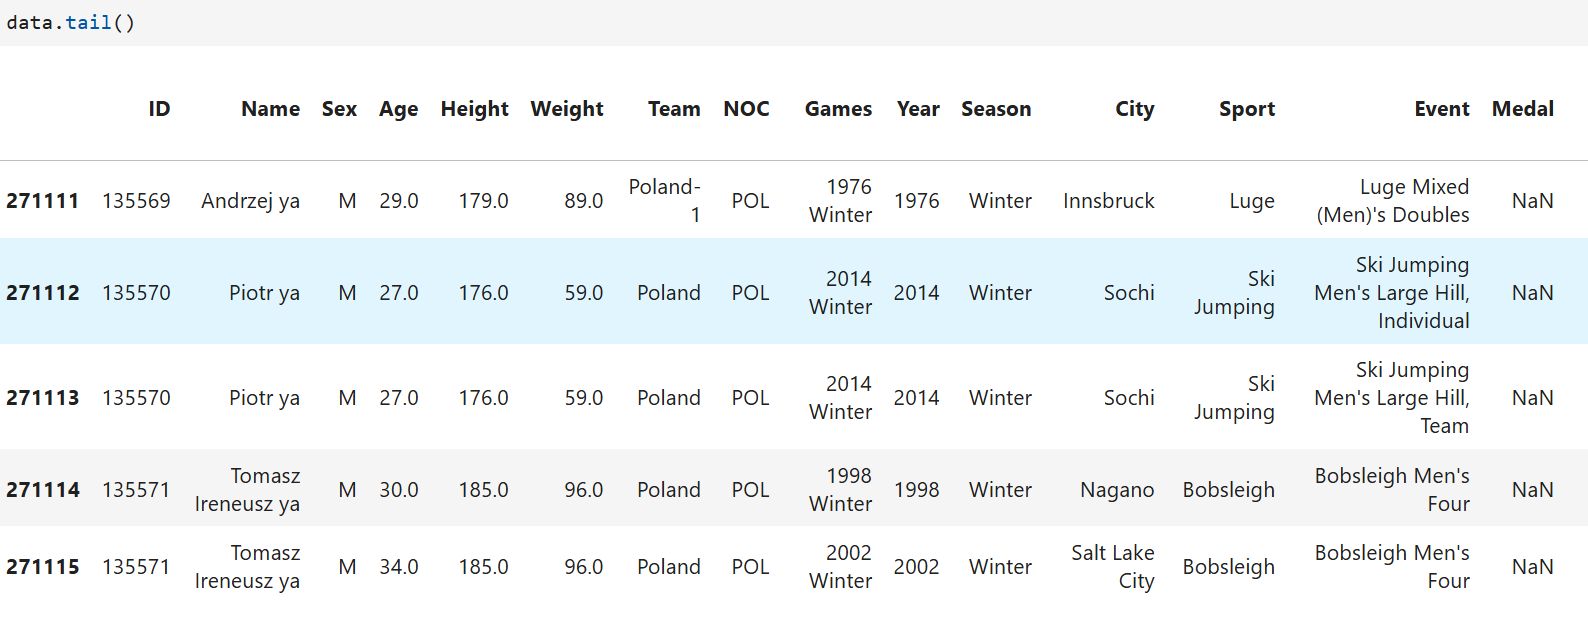 data.tail()
ID Name Sex Age Height Weight Team NOC Games Year Season City Sport Event Medal
271111 135569 Andrzej ya M 29.0 179.0 89.0 Poland-1 POL 1976 Winter 1976 Winter Innsbruck Luge Luge Mixed (Men)'s Doubles NaN
271112 135570 Piotr ya M 27.0 176.0 59.0 Poland POL 2014 Winter 2014 Winter Sochi Ski Jumping Ski Jumping Men's Large Hill, Individual NaN
271113 135570 Piotr ya M 27.0 176.0 59.0 Poland POL 2014 Winter 2014 Winter Sochi Ski Jumping Ski Jumping Men's Large Hill, Team NaN
271114 135571 Tomasz Ireneusz ya M 30.0 185.0 96.0 Poland POL 1998 Winter 1998 Winter Nagano Bobsleigh Bobsleigh Men's Four NaN
271115 135571 Tomasz Ireneusz ya M 34.0 185.0 96.0 Poland POL 2002 Winter 2002 Winter Salt Lake City Bobsleigh Bobsleigh Men's Four NaN